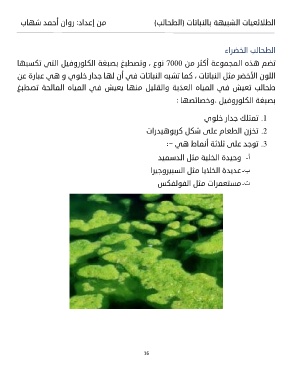 الطلائعيات الشبيهة بالنباتات (الطحالب) من إعداد: روان أحمد شهاب
الطحالب الخضراء
تضم هذه المجموعة أكثر من 7000 نوع ، وتصطبغ بصبغة الكلوروفيل التي تكسبها
اللون الأخضر مثل النباتات ، كما تشبه النباتات في أن لها جدار خلوي و هي عبارة عن
طحالب تعيش في المياه العذبة والقليل منها يعيش في المياه المالحة تصطبغ
بصبغة الكلوروفيل .وخصائصها :
1. تمتلك جدار خلوي
2. تخزن الطعام على شكل كربوهيدرات
3. توجد على ثلاثة أنماط هي :-
أ- وحيدة الخلية مثل الدسميد
ب- عديدة الخلايا مثل السبيروجيرا
ت- مستعمرات مثل الفولفكس
16